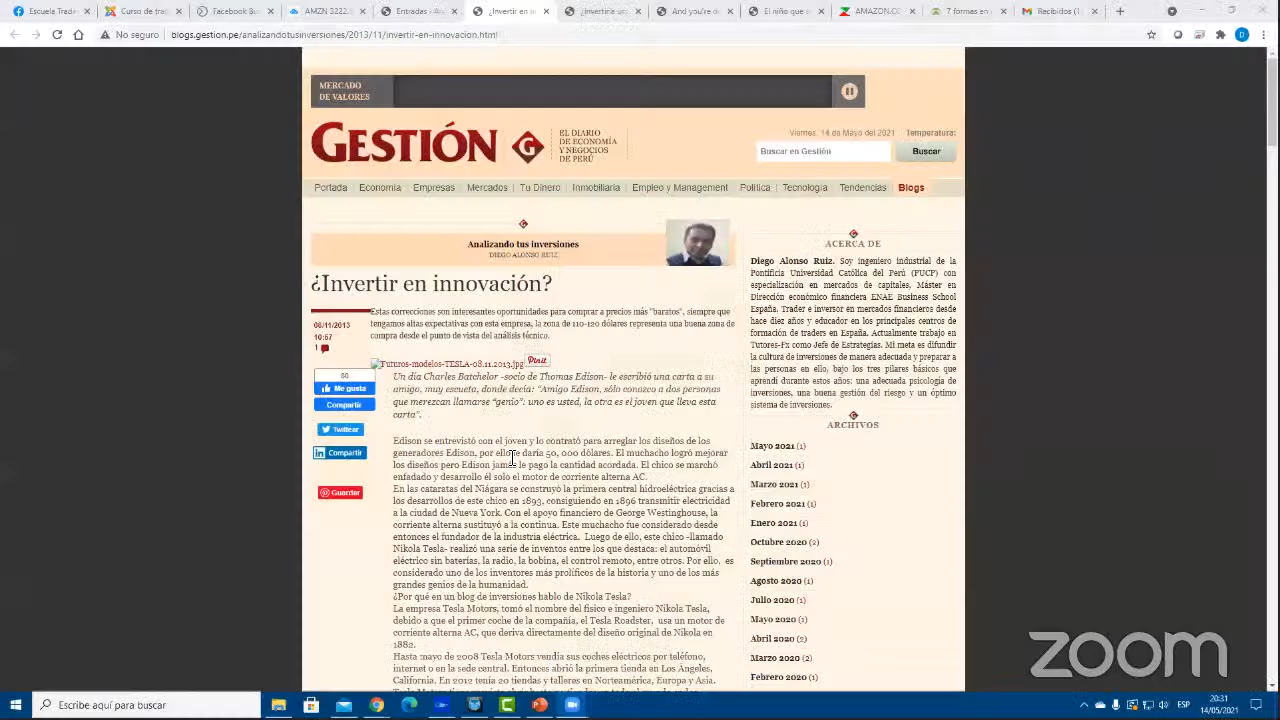 Escuela Trade
Curso de tra
Facebook Bu
AMZN 3222.
Entradas ‹ An
¿Invertir en in
¿Invertiría us
And you're d
El niño que s
AMAZON.CO
7 formas en
Recibidos (1
No seguro
blogs.gestion.pe/analizandotusinversiones/2013/11/invertir-en-innovacion.html
D
MERCADO
DE VALORES
GESTIÓN
G
EL DIARIO
DE ECONOMÍA
Y NEGOCIOS
DE PERÚ
Viernes, 14 de Mayo del 2021
Temperatura:
Buscar en Gestión
Buscar
Portada
Economía
Empresas
Mercados
Tu Dinero
Inmobiliaria
Empleo y Management
Política
Tecnología
Tendencias
Blogs
Analizando tus inversiones
DIEGO ALONSO RUIZ
¿Invertir en innovación?
08/11/2013
10:57
1
Estas correcciones son interesantes oportunidades para comprar a precios más "baratos", siempre que
tengamos altas expectativas con esta empresa, la zona de 110-120 dólares representa una buena zona de
compra desde el punto de vista del análisis técnico.
Futuros-modelos-TESLA-08.11.2013.jpg
Pinit
Me gusta
Compartir
Twittear
Compartir
Guardar
Un día Charles Batchelor –socio de Thomas Edison- le escribió una carta a su
amigo, muy escueta, donde decía: "Amigo Edison, sólo conozco a dos personas
que merezcan llamarse "genio": uno es usted, la otra es el joven que lleva esta
carta".
Edison se entrevistó con el joven y lo contrató para arreglar los diseños de los
generadores Edison, por ello le daría 50, 000 dólares. El muchacho logró mejorar
los diseños pero Edison jamás le pago la cantidad acordada. El chico se marchó
enfadado y desarrollo él solo el motor de corriente alterna AC.
En las cataratas del Niágara se construyó la primera central hidroeléctrica gracias a
los desarrollos de este chico en 1893, consiguiendo en 1896 transmitir electricidad
a la ciudad de Nueva York. Con el apoyo financiero de George Westinghouse, la
corriente alterna sustituyó a la continua. Este muchacho fue considerado desde
entonces el fundador de la industria eléctrica. Luego de ello, este chico -llamado
Nikola Tesla- realizó una serie de inventos entre los que destaca: el automóvil
eléctrico sin baterías, la radio, la bobina, el control remoto, entre otros. Por ello, es
considerado uno de los inventores más prolíficos de la historia y uno de los más
grandes genios de la humanidad.
¿Por qué en un blog de inversiones hablo de Nikola Tesla?
La empresa Tesla Motors, tomó el nombre del físico e ingeniero Nikola Tesla,
debido a que el primer coche de la compañía, el Tesla Roadster, usa un motor de
corriente alterna AC, que deriva directamente del diseño original de Nikola en
1882.
Hasta mayo de 2008 Tesla Motors vendía sus coches eléctricos por teléfono,
internet o en la sede central. Entonces abrió la primera tienda en Los Ángeles,
California. En 2012 tenía 20 tiendas y talleres en Norteamérica, Europa y Asia.
ACERCA DE
Diego Alonso Ruiz. Soy ingeniero industrial de la
Pontificia Universidad Católica del Perú (PUCP) con
especialización en mercados de capitales, Máster en
Dirección económico financiera ENAE Business School
España. Trader e inversor en mercados financieros desde
hace diez años y educador en los principales centros de
formación de traders en España. Actualmente trabajo en
Tutores-Fx como Jefe de Estrategias. Mi meta es difundir
la cultura de inversiones de manera adecuada y preparar a
las personas en ello, bajo los tres pilares básicos que
aprendí durante estos años: una adecuada psicología de
inversiones, una buena gestión del riesgo y un óptimo
sistema de inversiones.
ARCHIVOS
Mayo 2021 (1)
Abril 2021 (1)
Marzo 2021 (1)
Febrero 2021 (1)
Enero 2021 (1)
Octubre 2020 (2)
Septiembre 2020 (1)
Agosto 2020 (1)
Julio 2020 (1)
Mayo 2020 (1)
Abril 2020 (2)
Marzo 2020 (2)
Febrero 2020 (1)
zoom
Escribe aquí para buscar
ESP
20:31
14/05/2021